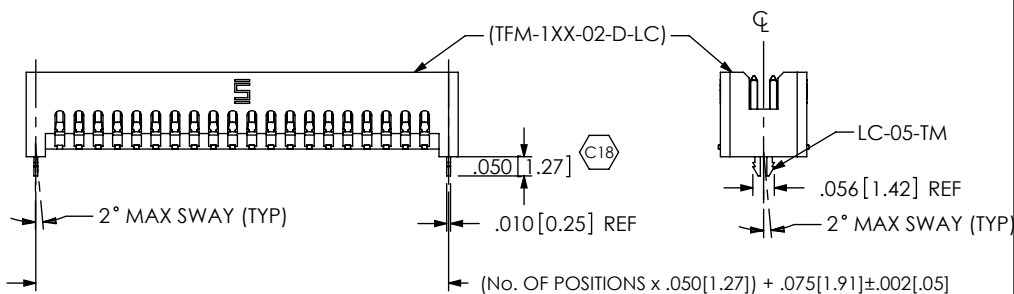 (TFM-1XX-02-D-LC)
℄
LC-05-TM
.050[1.27]
C18
.056[1.42] REF
2° MAX SWAY (TYP)
.010[0.25] REF
2° MAX SWAY (TYP)
(No. OF POSITIONS x .050[1.27]) + .075[1.91]±.002[.05]